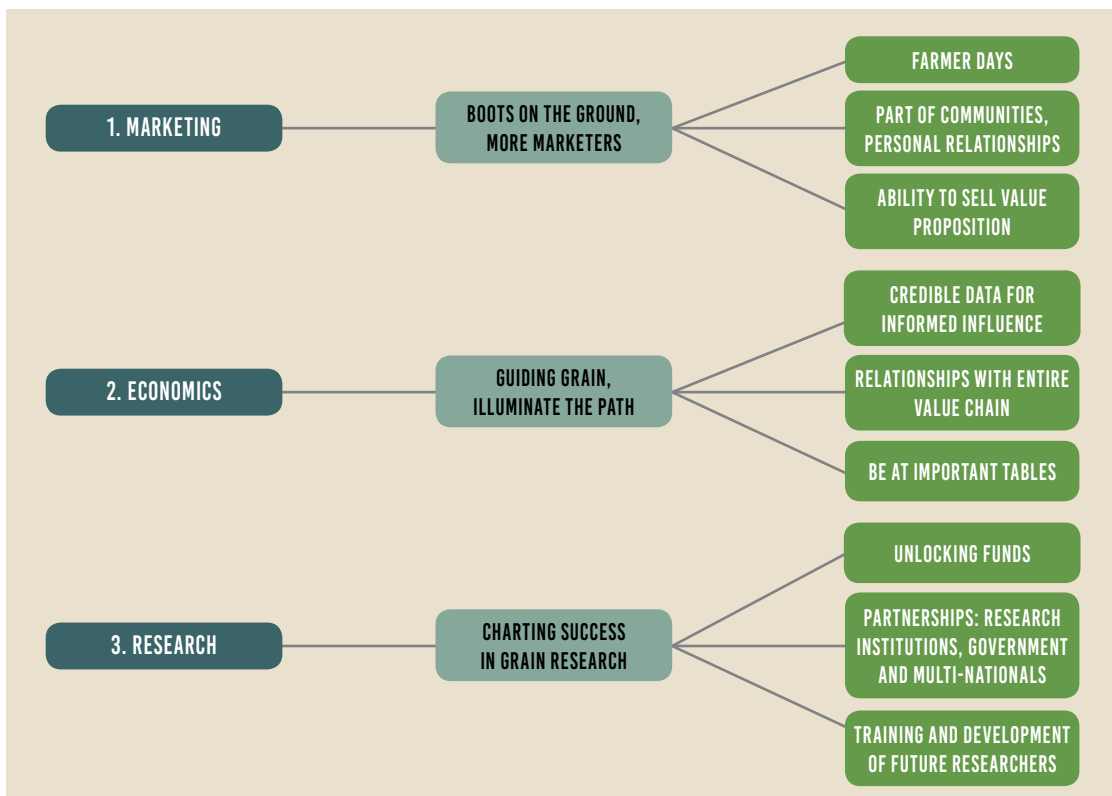 1. MARKETING
BOOTS ON THE GROUND,
MORE MARKETERS
FARMER DAYS
PART OF COMMUNITIES,
PERSONAL RELATIONSHIPS
ABILITY TO SELL VALUE
PROPOSITION
2. ECONOMICS
GUIDING GRAIN,
ILLUMINATE THE PATH
CREDIBLE DATA FOR
INFORMED INFLUENCE
RELATIONSHIPS WITH ENTIRE
VALUE CHAIN
BE AT IMPORTANT TABLES
3. RESEARCH
CHARTING SUCCESS
IN GRAIN RESEARCH
UNLOCKING FUNDS
PARTNERSHIPS: RESEARCH
INSTITUTIONS, GOVERNMENT
AND MULTI-NATIONALS
TRAINING AND DEVELOPMENT
OF FUTURE RESEARCHERS